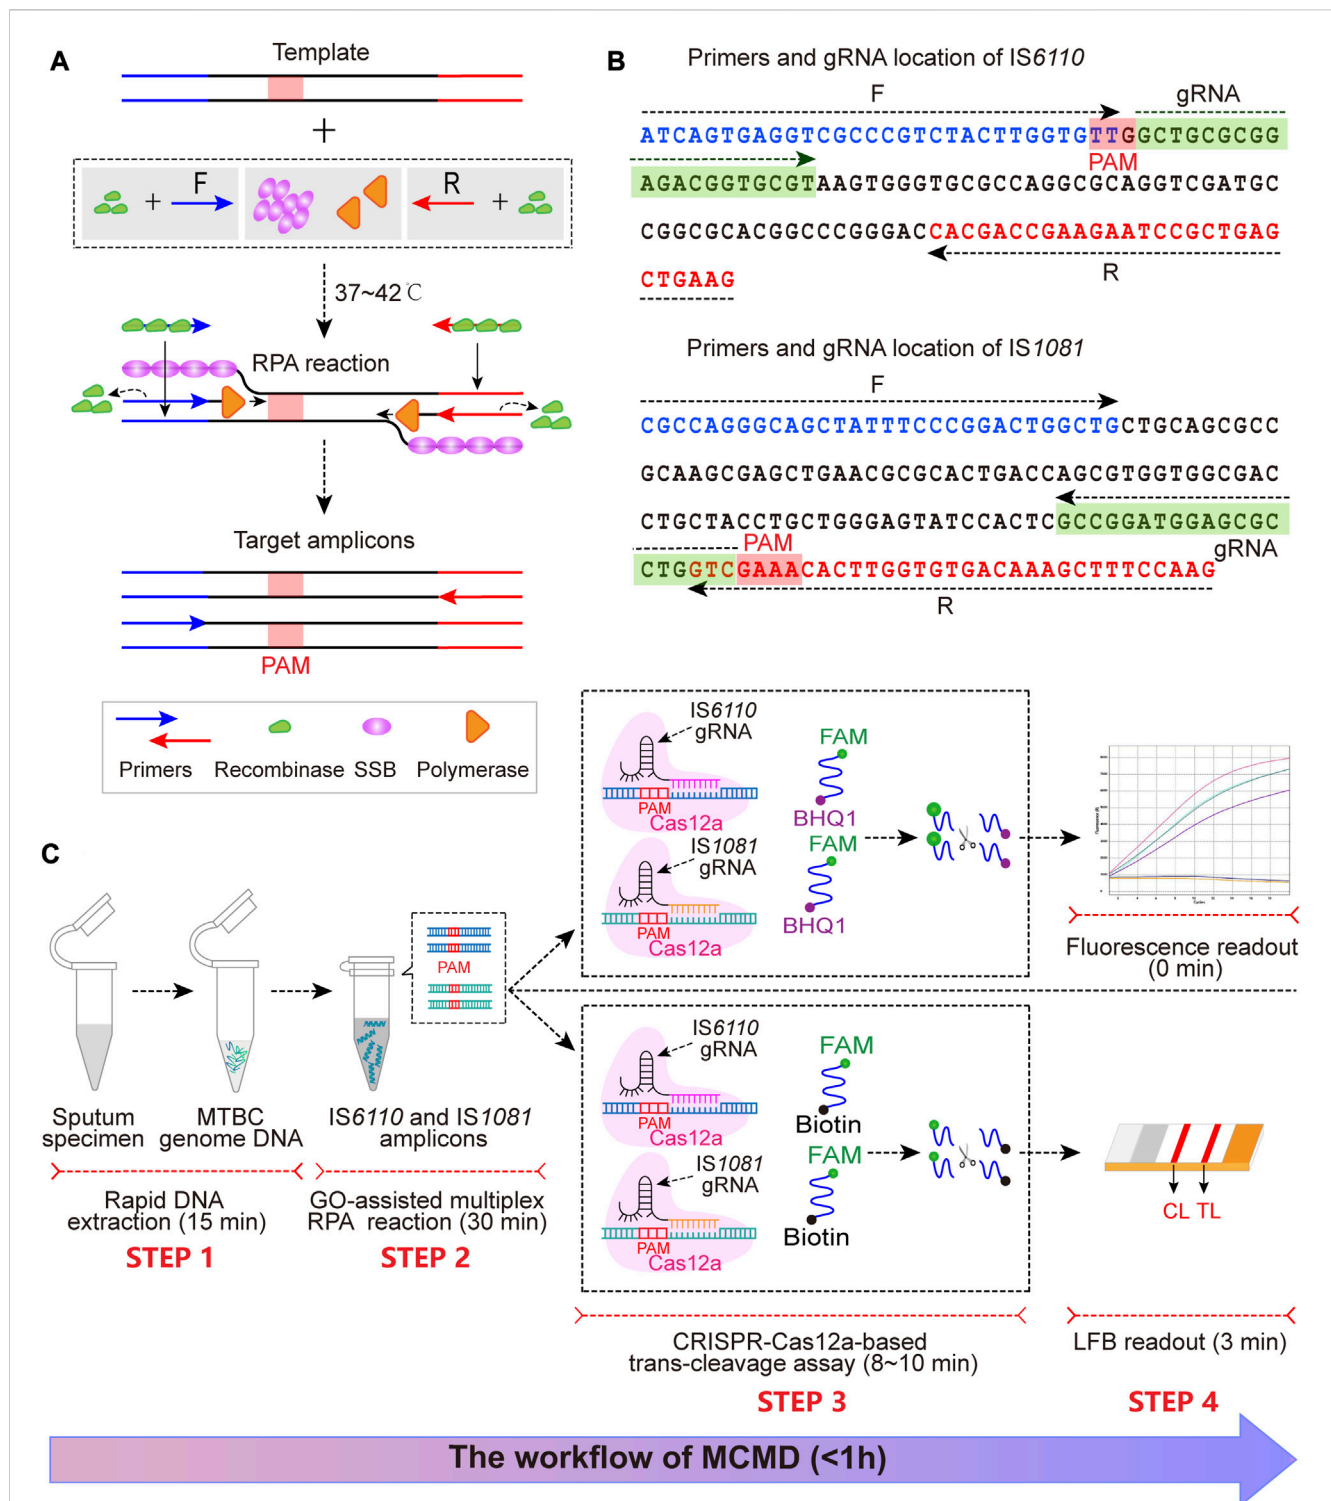 A
Template
+
+ F
R +
37~42℃
RPA reaction
Target amplicons
PAM
Primers Recombinase SSB Polymerase
B
Primers and gRNA location of IS6110
F
gRNA
ATCAGTGAGGTCGCCCGTCTACTTGGTGTTGGCTGCGCGG
PAM
AGACGGTGCGTAAGTGGGTGCGCCAGGCGCAGGTCGATGC
CGGCGCACGGCCCGGGACCACGACCGAAGAATCCGCTGAG
R
CTGAAG
Primers and gRNA location of IS1081
F
CGCCAGGGCAGCTATTTCCCGGACTGGCTGCTGCAGCGCC
GCAAGCGAGCTGAACGCGCACTGACCAGCGTGGTGGCGAC
CTGCTACCTGCTGGGAGTATCCACTCGCCGGATGGAGCGC
PAM
gRNA
CTGGTCGAAACACTTGGTGTGACAAAGCTTTCCAAG
R
C
Sputum
specimen
MTBC
genome DNA
PAM
IS6110 and IS1081
amplicons
Rapid DNA
extraction (15 min)
STEP 1
GO-assisted multiplex
RPA reaction (30 min)
STEP 2
IS6110
gRNA
PAM
Cas12a
IS1081
gRNA
PAM
Cas12a
FAM
BHQ1
FAM
BHQ1
Fluorescence readout
(0 min)
IS6110
gRNA
PAM
Cas12a
IS1081
gRNA
PAM
Cas12a
FAM
Biotin
FAM
Biotin
CL TL
CRISPR-Cas12a-based
trans-cleavage assay (8~10 min)
STEP 3
LFB readout (3 min)
STEP 4
The workflow of MCMD (<1h)